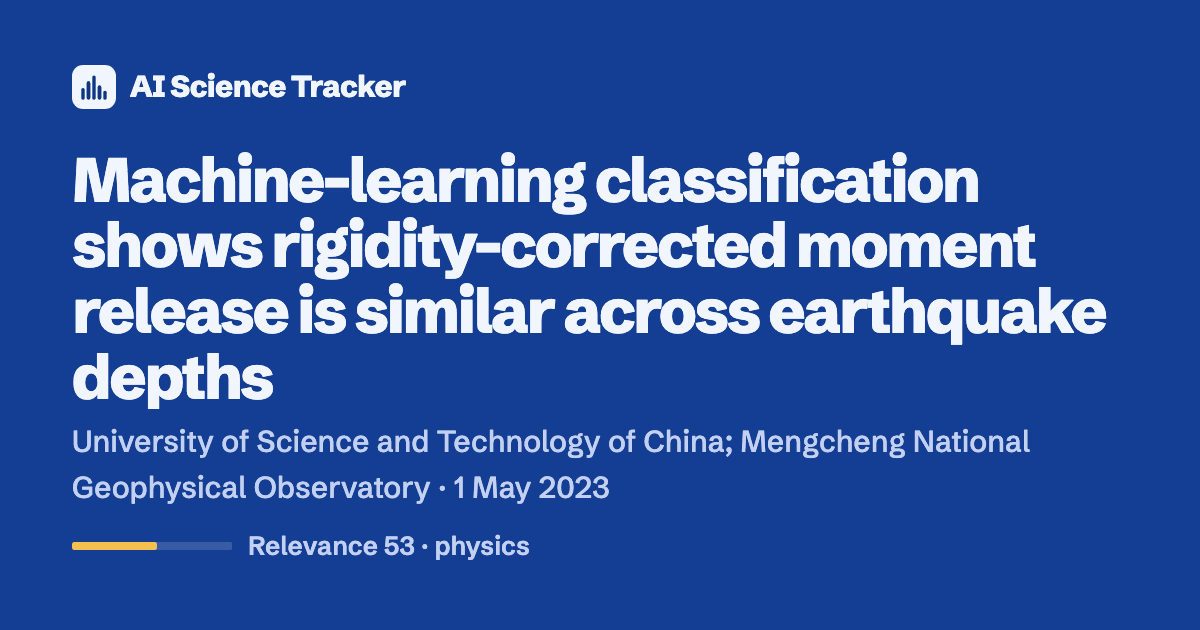 AI Science Tracker
Machine-learning classification
shows rigidity-corrected moment
release is similar across earthquake
depths
University of Science and Technology of China; Mengcheng National
Geophysical Observatory · 1 May 2023
Relevance 53 · physics